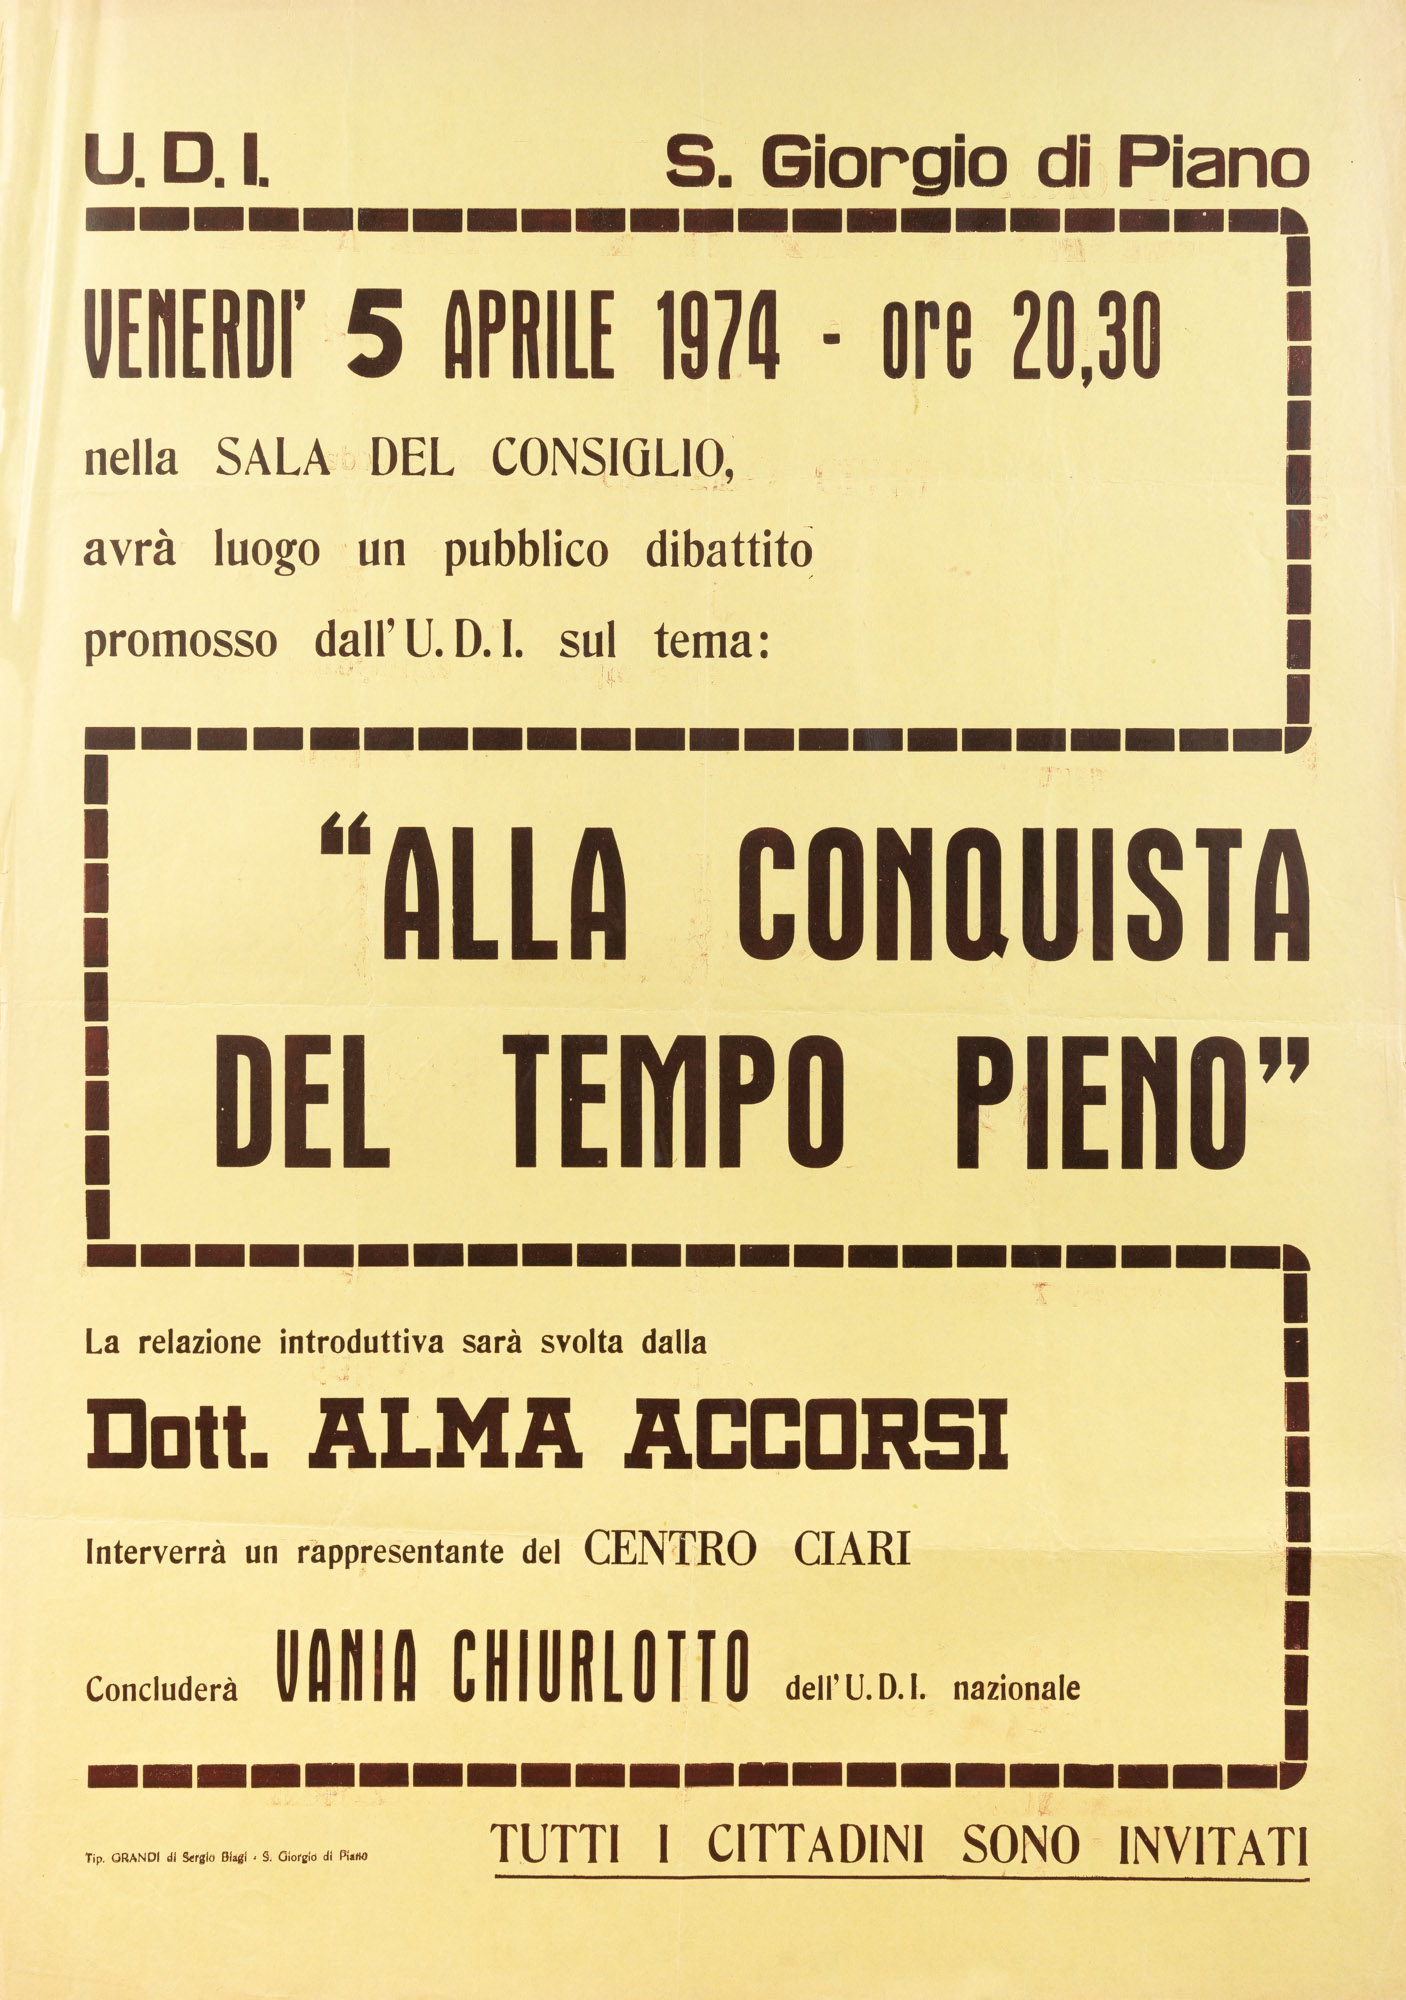 U.D.I. S. Giorgio di Piano
VENERDI' 5 APRILE 1974 - ore 20,30
nella SALA DEL CONSIGLIO,
avrà luogo un pubblico dibattito
promosso dall'U.D.I. sul tema:
“ALLA CONQUISTA
DEL TEMPO PIENO”
La relazione introduttiva sarà svolta dalla
Dott. ALMA ACCORSI
Interverrà un rappresentante del CENTRO CIARI
Concluderà VANIA CHIURLOTTO dell'U.D.I. nazionale
Tip. GRANDI di Sergio Biagi - S. Giorgio di Piano
TUTTI I CITTADINI SONO INVITATI